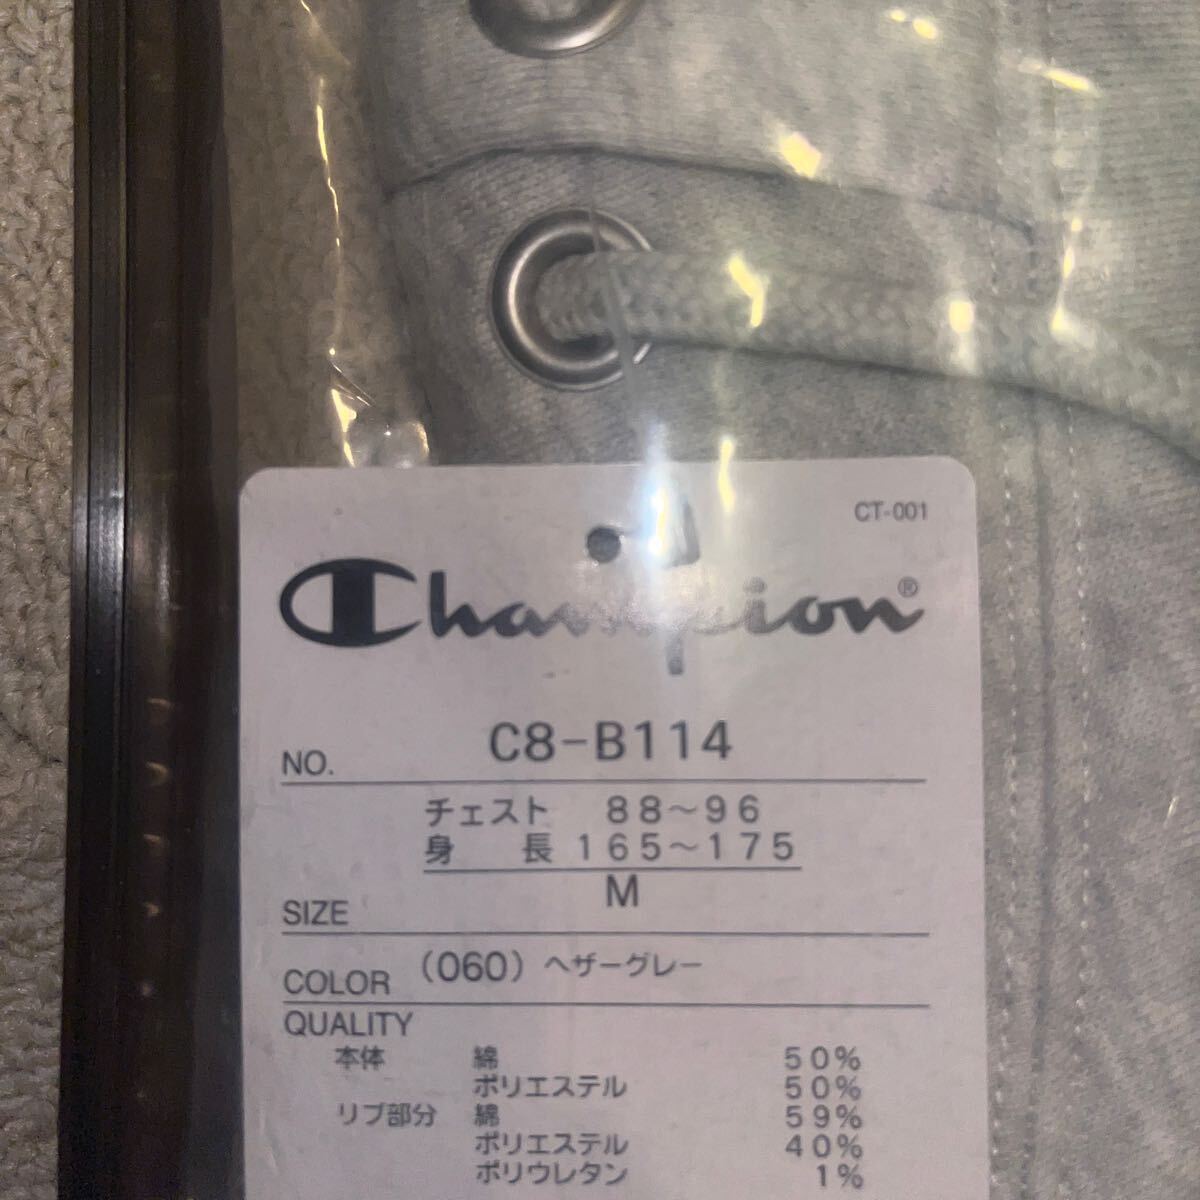 CT-001
Champion®
NO. C8-B114
チェスト 88～96
身長 165～175
SIZE M
COLOR (060) ヘザーグレー
QUALITY
本体 綿 50%
ポリエステル 50%
リブ部分 綿 59%
ポリエステル 40%
ポリウレタン 1%